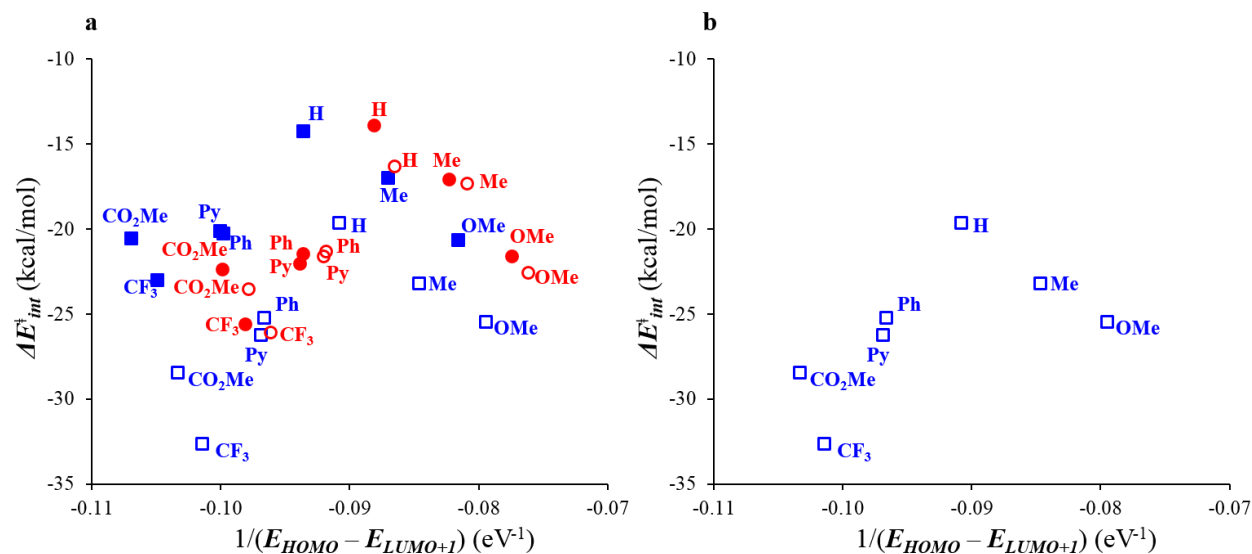 a
b
-10
-15
-20
-25
-30
-35
-0.11
-0.10
-0.09
-0.08
-0.07
ΔE‡int (kcal/mol)
1/(EHOMO – ELUMO+1) (eV-1)
H
H
H
Me
Me
Me
CO2Me
Py
Ph
H
OMe
OMe
CO2Me
Ph
Ph
Py
Py
CF3
CO2Me
OMe
Me
Ph
CF3
CF3
OMe
Py
CO2Me
CF3
-10
-15
-20
-25
-30
-35
-0.11
-0.10
-0.09
-0.08
-0.07
ΔE‡int (kcal/mol)
1/(EHOMO – ELUMO+1) (eV-1)
H
Me
Ph
OMe
Py
CO2Me
CF3